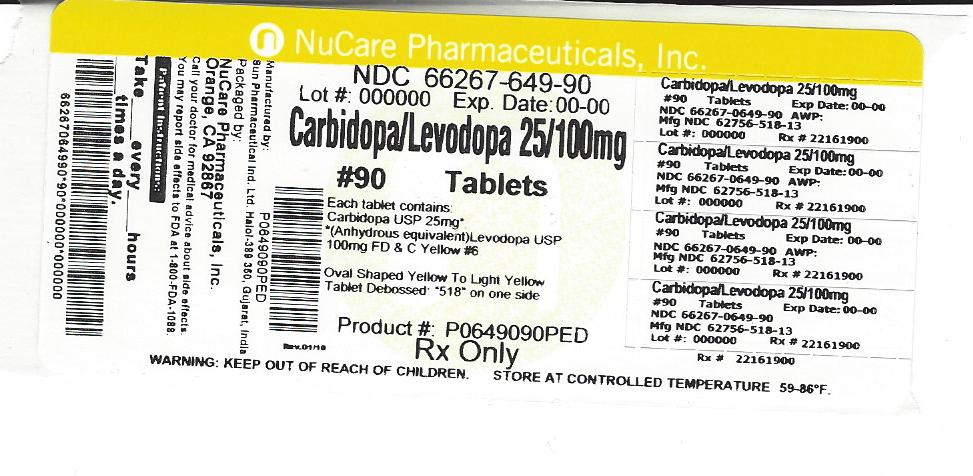 n NuCare Pharmaceuticals, Inc.
NDC 66267-649-90
Lot #: 000000 Exp. Date:00-00
Carbidopa/Levodopa 25/100mg
#90 Tablets
Each tablet contains:
Carbidopa USP 25mg*
*(Anhydrous equivalent)Levodopa USP
100mg FD & C Yellow #6
Oval Shaped Yellow To Light Yellow
Tablet Debossed: "518" on one side
Product #: P0649090PED
Rx Only
WARNING: KEEP OUT OF REACH OF CHILDREN. STORE AT CONTROLLED TEMPERATURE 59-86°F.
Manufactured by:
Sun Pharmaceutical Ind. Ltd. Halol-389 350, Gujarat, India
Packaged by:
NuCare Pharmaceuticals, Inc.
Orange, CA 92867
Call your doctor for medical advice about side effects.
You may report side effects to FDA at 1-800-FDA-1088.
Patient Instructions:
Take____every____hours
____times a day.
6628706499 0*90*000000*000000
P0649090PED
Rev.01/19
Carbidopa/Levodopa 25/100mg
#90 Tablets Exp Date: 00-00
NDC 66267-0649-90 AWP:
Mfg NDC 62756-518-13
Lot #: 000000 Rx # 22161900
Carbidopa/Levodopa 25/100mg
#90 Tablets Exp Date: 00-00
NDC 66267-0649-90 AWP:
Mfg NDC 62756-518-13
Lot #: 000000 Rx # 22161900
Carbidopa/Levodopa 25/100mg
#90 Tablets Exp Date: 00-00
NDC 66267-0649-90 AWP:
Mfg NDC 62756-518-13
Lot #: 000000 Rx # 22161900
Carbidopa/Levodopa 25/100mg
#90 Tablets Exp Date: 00-00
NDC 66267-0649-90
Mfg NDC 62756-518-13
Lot #: 000000 Rx # 22161900
Rx # 22161900